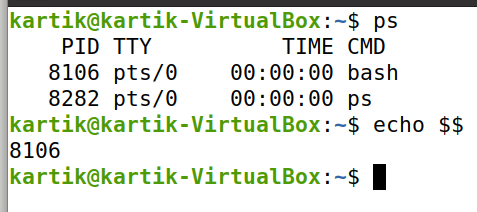 kartik@kartik-VirtualBox:~$ ps
    PID TTY          TIME CMD
   8106 pts/0    00:00:00 bash
   8282 pts/0    00:00:00 ps
kartik@kartik-VirtualBox:~$ echo $$
8106
kartik@kartik-VirtualBox:~$